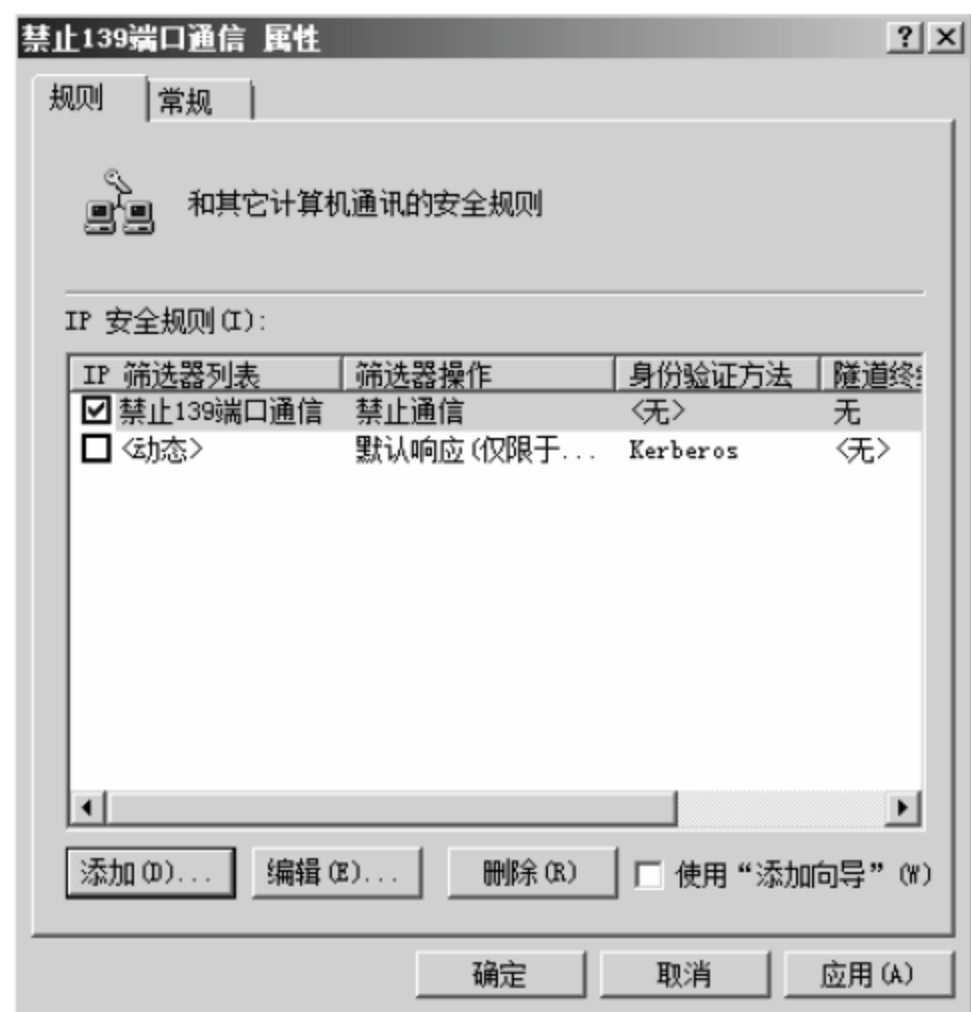 禁止139端口通信 属性
规则 常规
和其它计算机通讯的安全规则
IP 安全规则(I):
IP 筛选器列表 筛选器操作 身份验证方法 隧道终
禁止139端口通信 禁止通信 <无> 无
<动态> 默认响应(仅限于... Kerberos <无>
添加(D)... 编辑(E)... 删除(R) 使用“添加向导”(W)
确定 取消 应用(A)